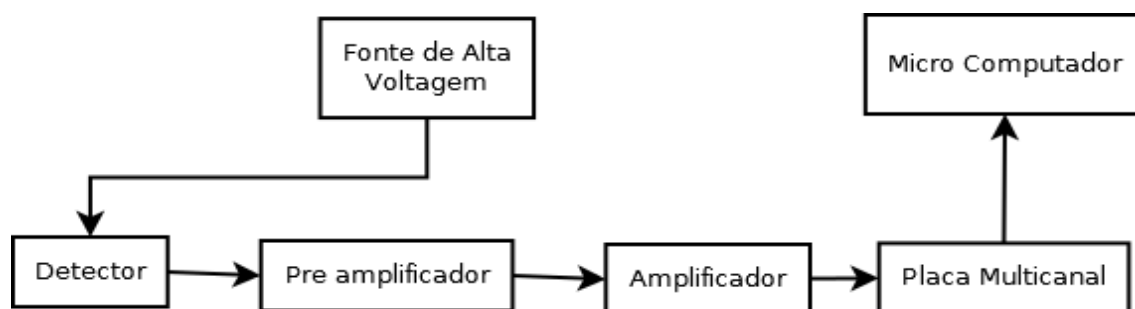 Fonte de Alta
Voltagem
Micro Computador
Detector
Pre amplificador
Amplificador
Placa Multicanal